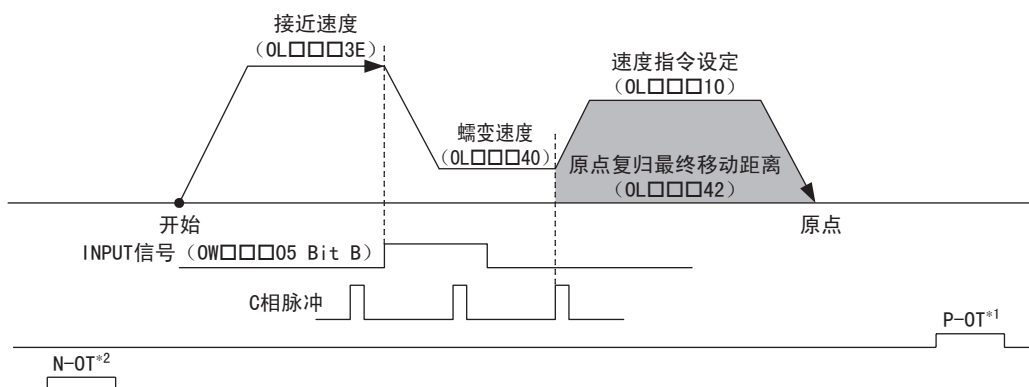 接近速度
（OL□□□3E）
速度指令设定
（OL□□□10）
蠕变速度
（OL□□□40）
原点复归最终移动距离
（OL□□□42）
开始
原点
INPUT信号（OW□□□05 Bit B）
C相脉冲
P-OT*1
N-OT*2